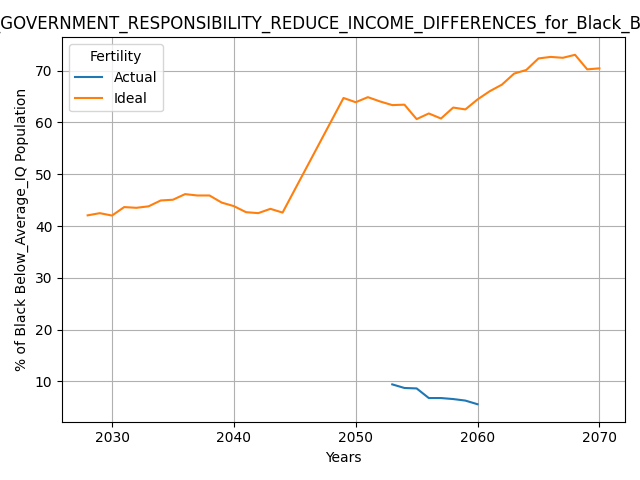 _GOVERNMENT_RESPONSIBILITY_REDUCE_INCOME_DIFFERENCES_for_Black_B
Fertility
Actual
Ideal
% of Black Below_Average_IQ Population
70
60
50
40
30
20
10
2030 2040 2050 2060 2070
Years